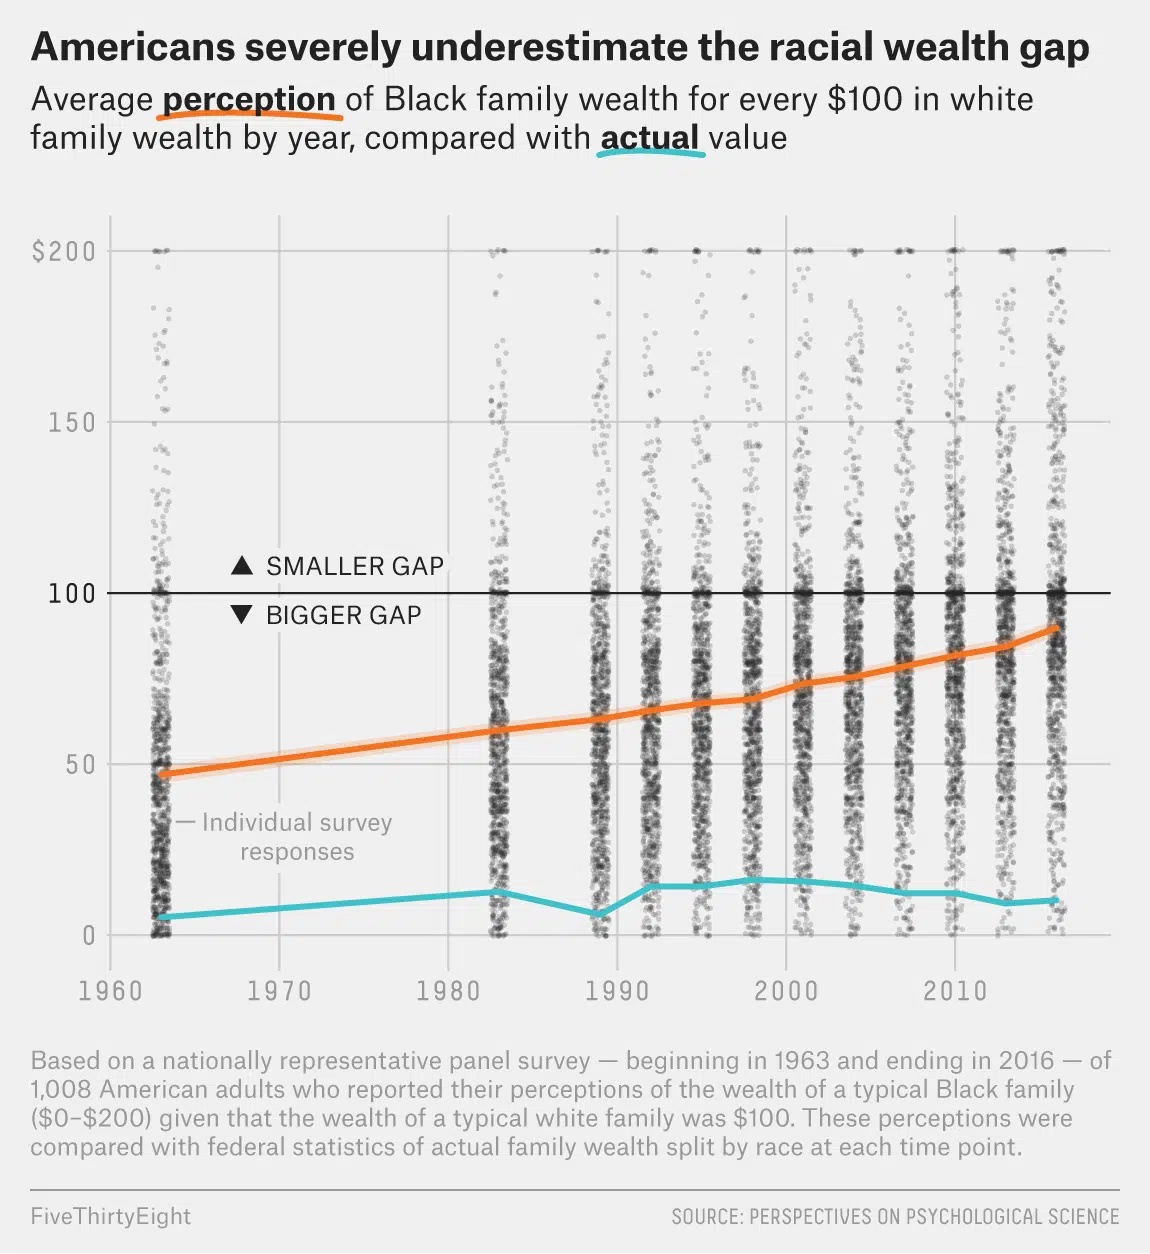 Americans severely underestimate the racial wealth gap
Average perception of Black family wealth for every $100 in white
family wealth by year, compared with actual value
$200
150
▲ SMALLER GAP
100
▼ BIGGER GAP
50
— Individual survey
responses
0
1960 1970 1980 1990 2000 2010
Based on a nationally representative panel survey — beginning in 1963 and ending in 2016 — of
1,008 American adults who reported their perceptions of the wealth of a typical Black family
($0–$200) given that the wealth of a typical white family was $100. These perceptions were
compared with federal statistics of actual family wealth split by race at each time point.
FiveThirtyEight
SOURCE: PERSPECTIVES ON PSYCHOLOGICAL SCIENCE